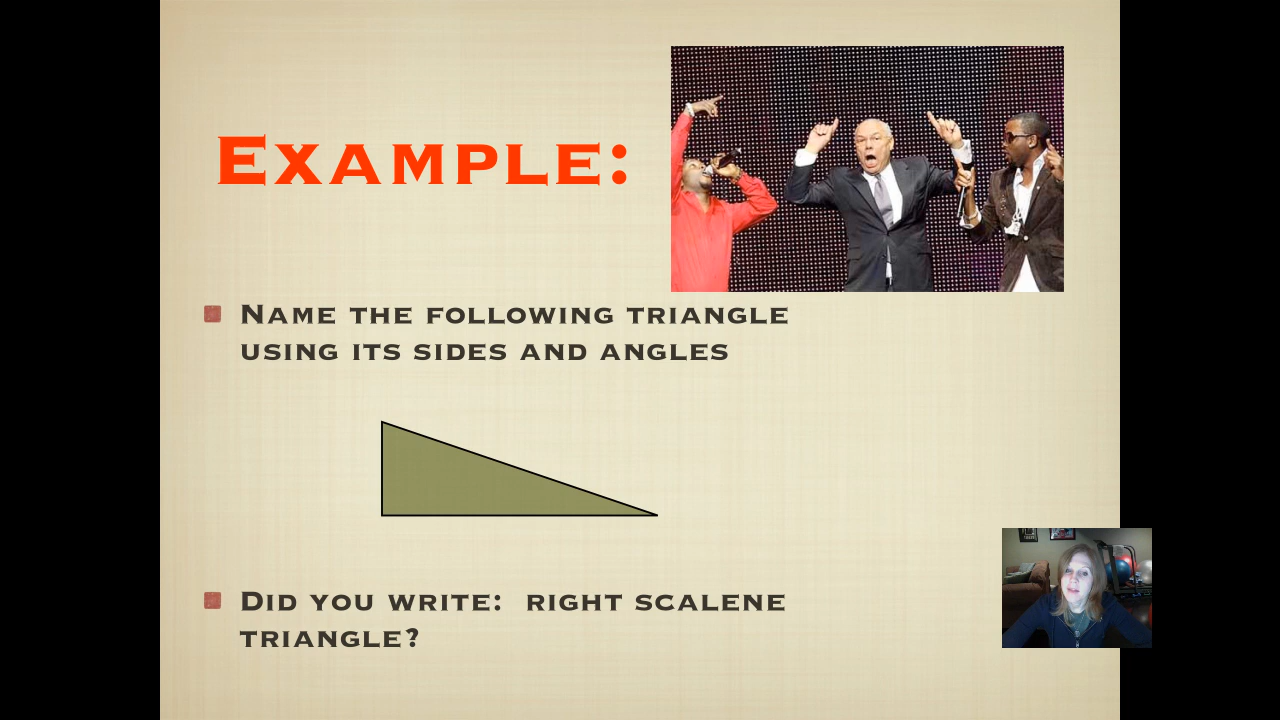 Example:
Name the following triangle
using its sides and angles
Did you write:  right scalene
triangle?